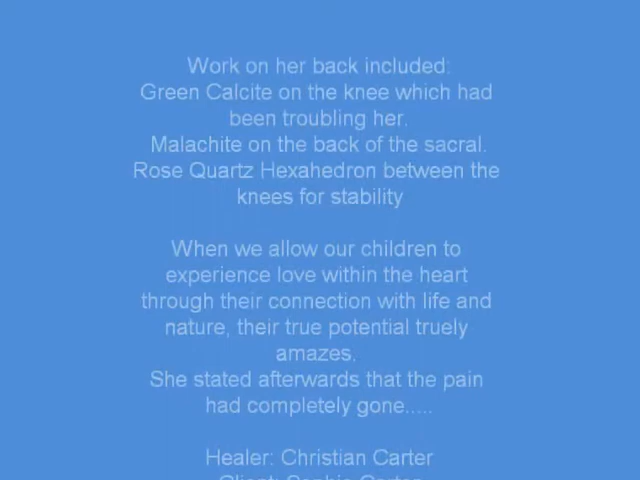 Work on her back included:
Green Calcite on the knee which had
been troubling her.
Malachite on the back of the sacral.
Rose Quartz Hexahedron between the
knees for stability
When we allow our children to
experience love within the heart
through their connection with life and
nature, their true potential truely
amazes.
She stated afterwards that the pain
had completely gone.....
Healer: Christian Carter
Client: Sophie Carter